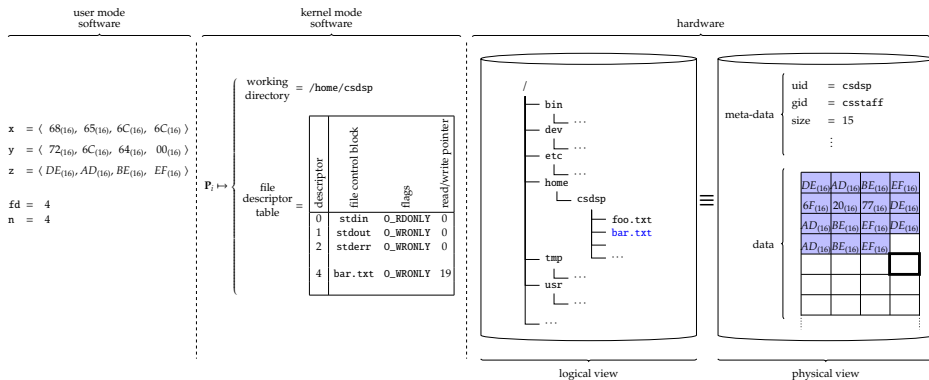 user mode
software
kernel mode
software
hardware
x = ⟨ 68(16), 65(16), 6C(16), 6C(16) ⟩
y = ⟨ 72(16), 6C(16), 64(16), 00(16) ⟩
z = ⟨ DE(16), AD(16), BE(16), EF(16) ⟩
fd = 4
n = 4
Pi ↦
working
directory = /home/csdsp
file
descriptor
table =
descriptor file control block flags read/write pointer
0 stdin O_RDONLY 0
1 stdout O_WRONLY 0
2 stderr O_WRONLY 0
4 bar.txt O_WRONLY 19
/
bin
...
dev
...
etc
...
home
csdsp
foo.txt
bar.txt
...
tmp
...
usr
...
...
logical view
≡
meta-data
uid = csdsp
gid = csstaff
size = 15
⋮
data
DE(16) AD(16) BE(16) EF(16)
6F(16) 20(16) 77(16) DE(16)
AD(16) BE(16) EF(16) DE(16)
AD(16) BE(16) EF(16)
physical view